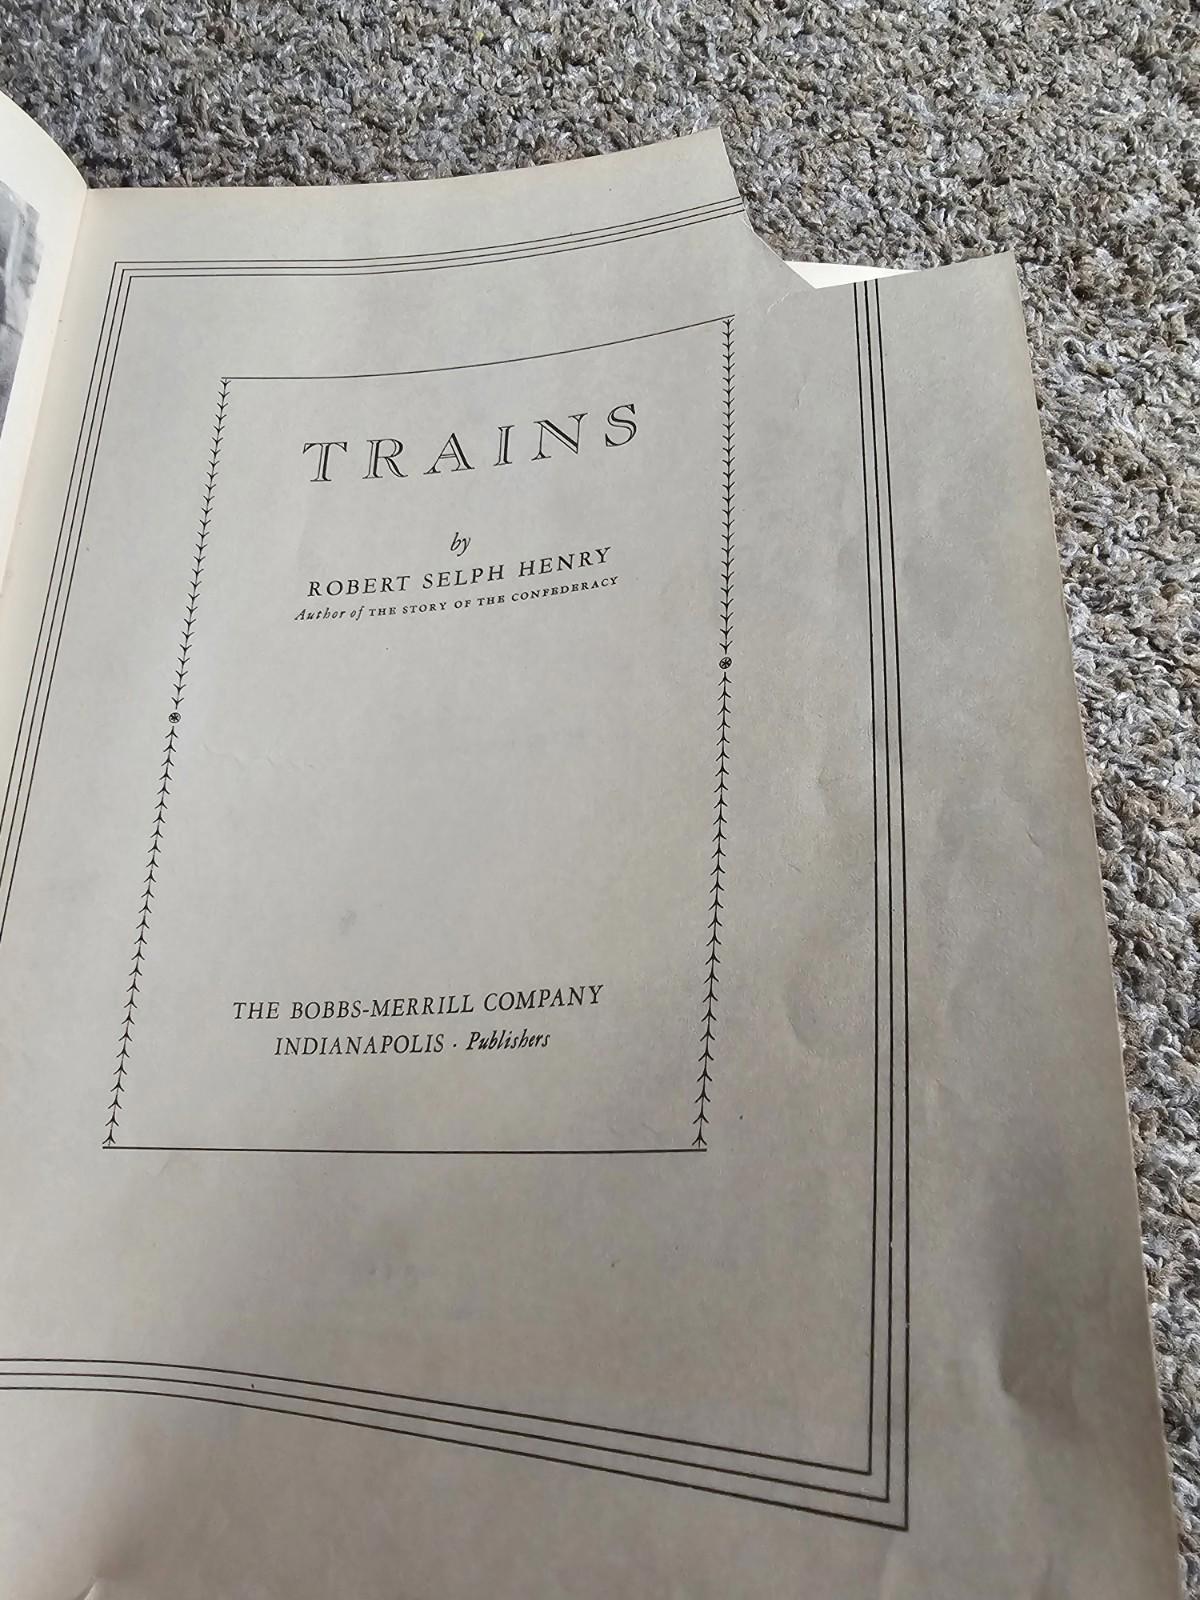 TRAINS
by
ROBERT SELPH HENRY
Author of THE STORY OF THE CONFEDERACY
THE BOBBS-MERRILL COMPANY
INDIANAPOLIS · Publishers